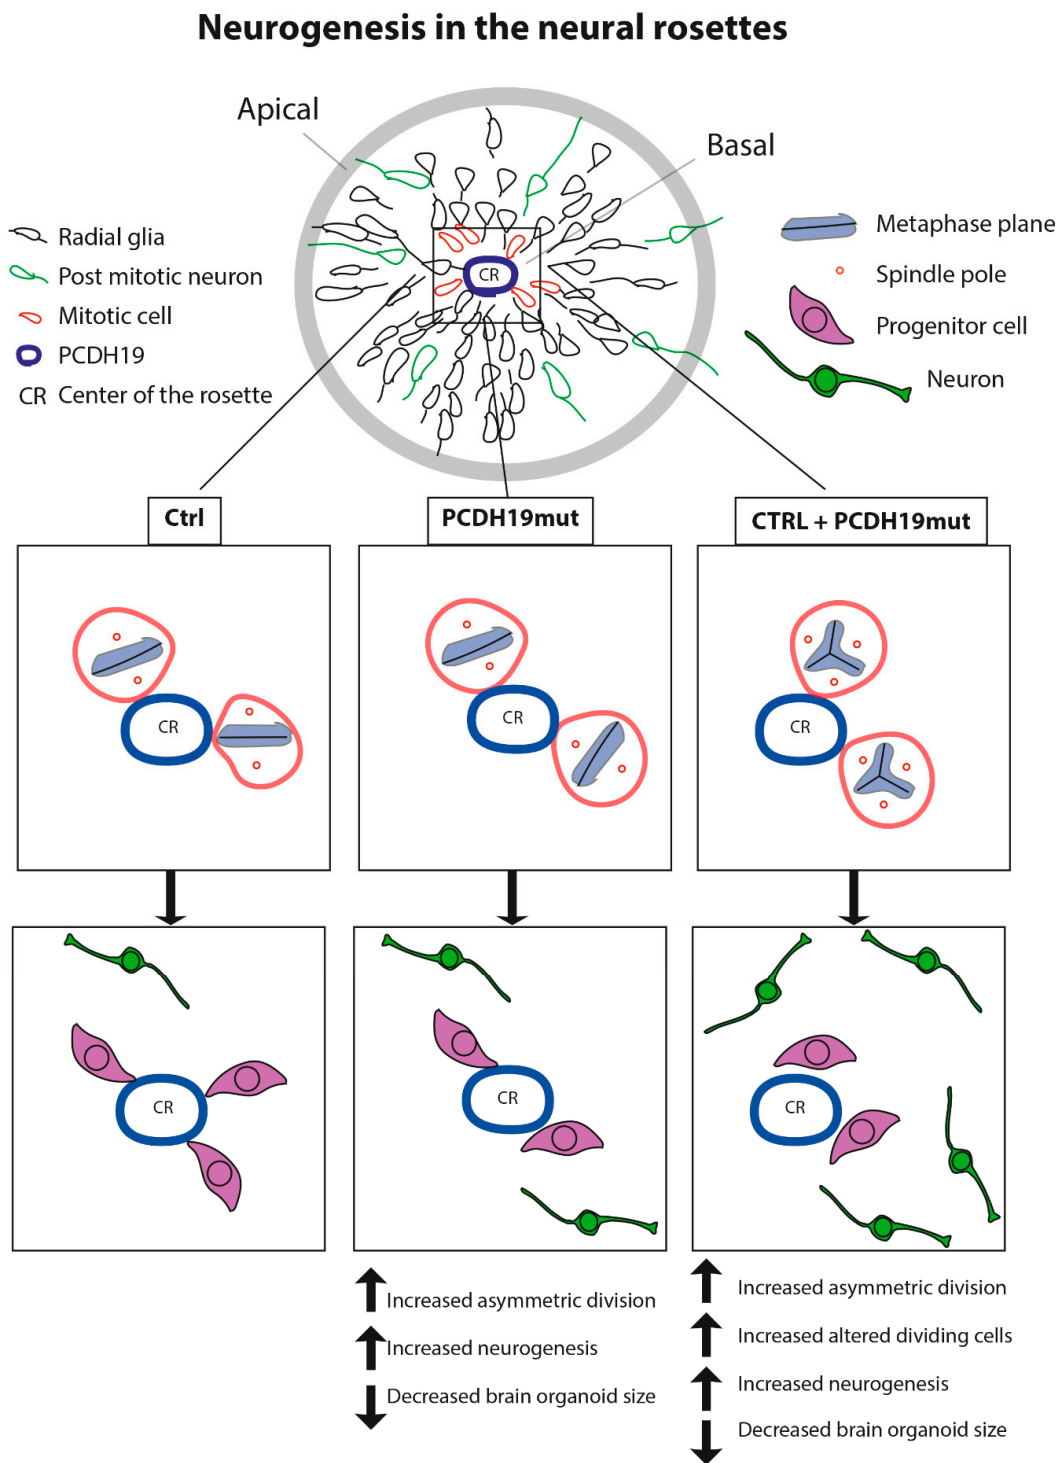 Neurogenesis in the neural rosettes
Apical
Basal
Radial glia
Post mitotic neuron
Mitotic cell
PCDH19
CR Center of the rosette
CR
Metaphase plane
Spindle pole
Progenitor cell
Neuron
Ctrl
PCDH19mut
CTRL + PCDH19mut
CR
CR
CR
CR
CR
CR
Increased asymmetric division
Increased neurogenesis
Decreased brain organoid size
Increased asymmetric division
Increased altered dividing cells
Increased neurogenesis
Decreased brain organoid size